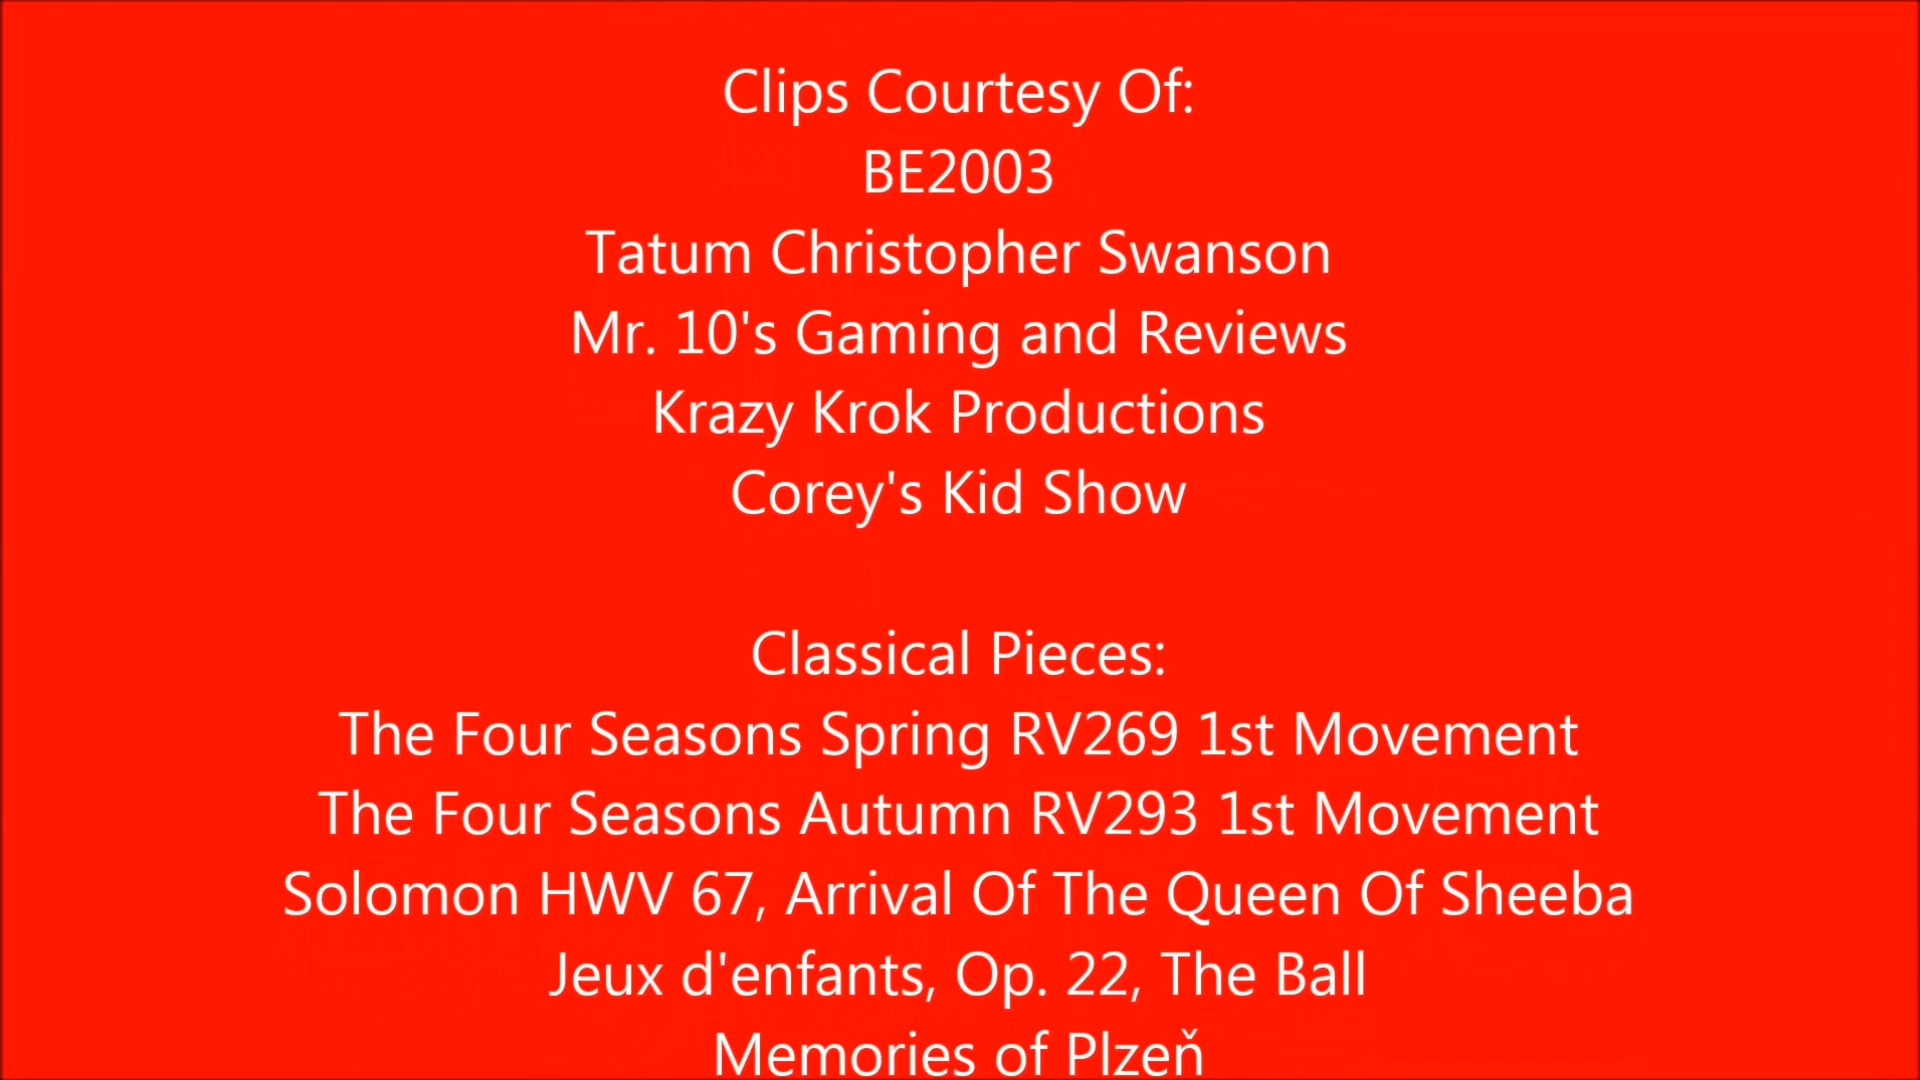 Clips Courtesy Of:
BE2003
Tatum Christopher Swanson
Mr. 10's Gaming and Reviews
Krazy Krok Productions
Corey's Kid Show
Classical Pieces:
The Four Seasons Spring RV269 1st Movement
The Four Seasons Autumn RV293 1st Movement
Solomon HWV 67, Arrival Of The Queen Of Sheeba
Jeux d'enfants, Op. 22, The Ball
Memories of Plzeň